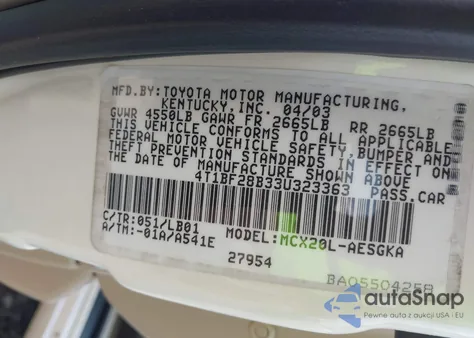 MFD.BY:TOYOTA MOTOR MANUFACTURING,
KENTUCKY,INC. 04/03
GVWR 4550LB GAWR FR.2665LB RR 2665LB
THIS VEHICLE CONFORMS TO ALL APPLICABLE
FEDERAL MOTOR VEHICLE SAFETY,BUMPER AND
THEFT PREVENTION STANDARDS IN EFFECT ON
THE DATE OF MANUFACTURE SHOWN ABOVE
4T1BF28B33U323363 PASS.CAR
C/TR:051/LB01 MODEL:MCX20L-AESGKA
A/TM:-01A/A541E
27954 BA0550425B
autoSnap
Pewne auta z aukcji USA i EU